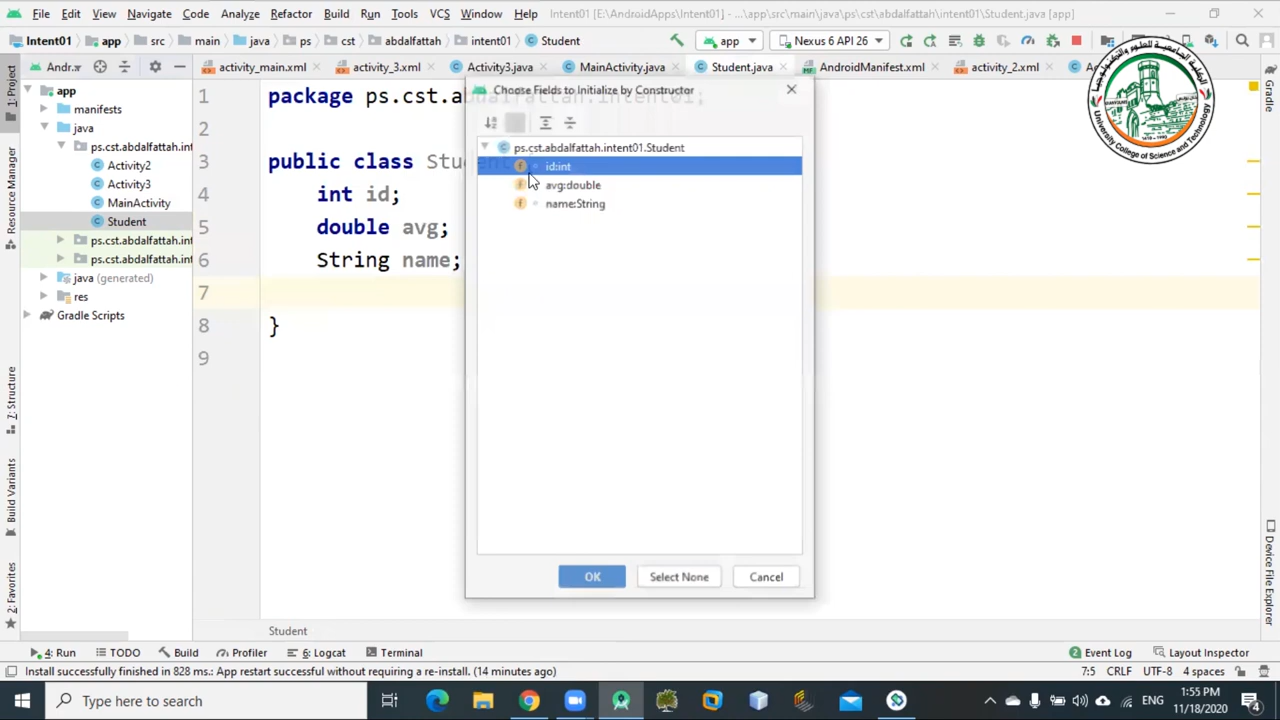 File Edit View Navigate Code Analyze Refactor Build Run Tools VCS Window Help Intent01 [E:\AndroidApps\Intent01] - ...\app\src\main\java\ps\cst\abdalfattah\intent01\Student.java [app]
Intent01 app src main java ps cst abdalfattah intent01 Student app Nexus 6 API 26
Andr... activity_main.xml activity_3.xml Activity3.java MainActivity.java Student.java AndroidManifest.xml activity_2.xml
1: Project
Resource Manager
7: Structure
Build Variants
2: Favorites
app
manifests
java
ps.cst.abdalfattah.int
Activity2
Activity3
MainActivity
Student
ps.cst.abdalfattah.int
ps.cst.abdalfattah.int
java (generated)
res
Gradle Scripts
1 package ps.cst.abdalfattah.intent01;
2
3 public class Student
4 int id;
5 double avg;
6 String name;
7
8 }
9
Choose Fields to Initialize by Constructor
ps.cst.abdalfattah.intent01.Student
id:int
avg:double
name:String
OK Select None Cancel
University College of Science and Technology
Gradle
Device File Explorer
Student
4: Run TODO Build Profiler 6: Logcat Terminal 2 Event Log Layout Inspector
Install successfully finished in 828 ms.: App restart successful without requiring a re-install. (14 minutes ago) 7:5 CRLF UTF-8 4 spaces
Type here to search ENG 1:55 PM
11/18/2020 4